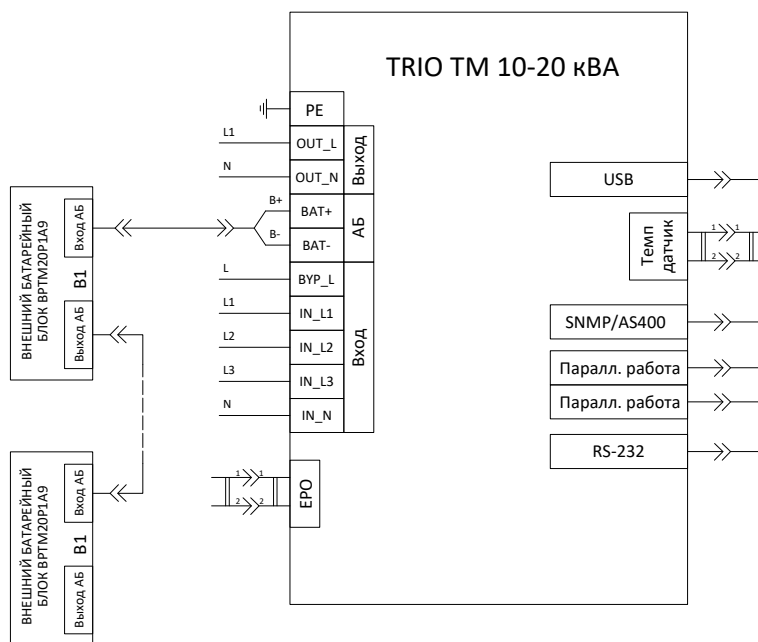 TRIO TM 10-20 кВА
PE
L1
OUT_L
N
OUT_N
Выход
B+
BAT+
B-
BAT-
АБ
L
BYP_L
L1
IN_L1
L2
IN_L2
L3
IN_L3
N
IN_N
Вход
1 1
2 2
EPO
USB
Темп
датчик
1 1
2 2
SNMP/AS400
Паралл. работа
Паралл. работа
RS-232
ВНЕШНИЙ БАТАРЕЙНЫЙ
БЛОК BPTM20P1A9
Вход АБ
B1
Выход АБ
ВНЕШНИЙ БАТАРЕЙНЫЙ
БЛОК BPTM20P1A9
Вход АБ
B1
Выход АБ